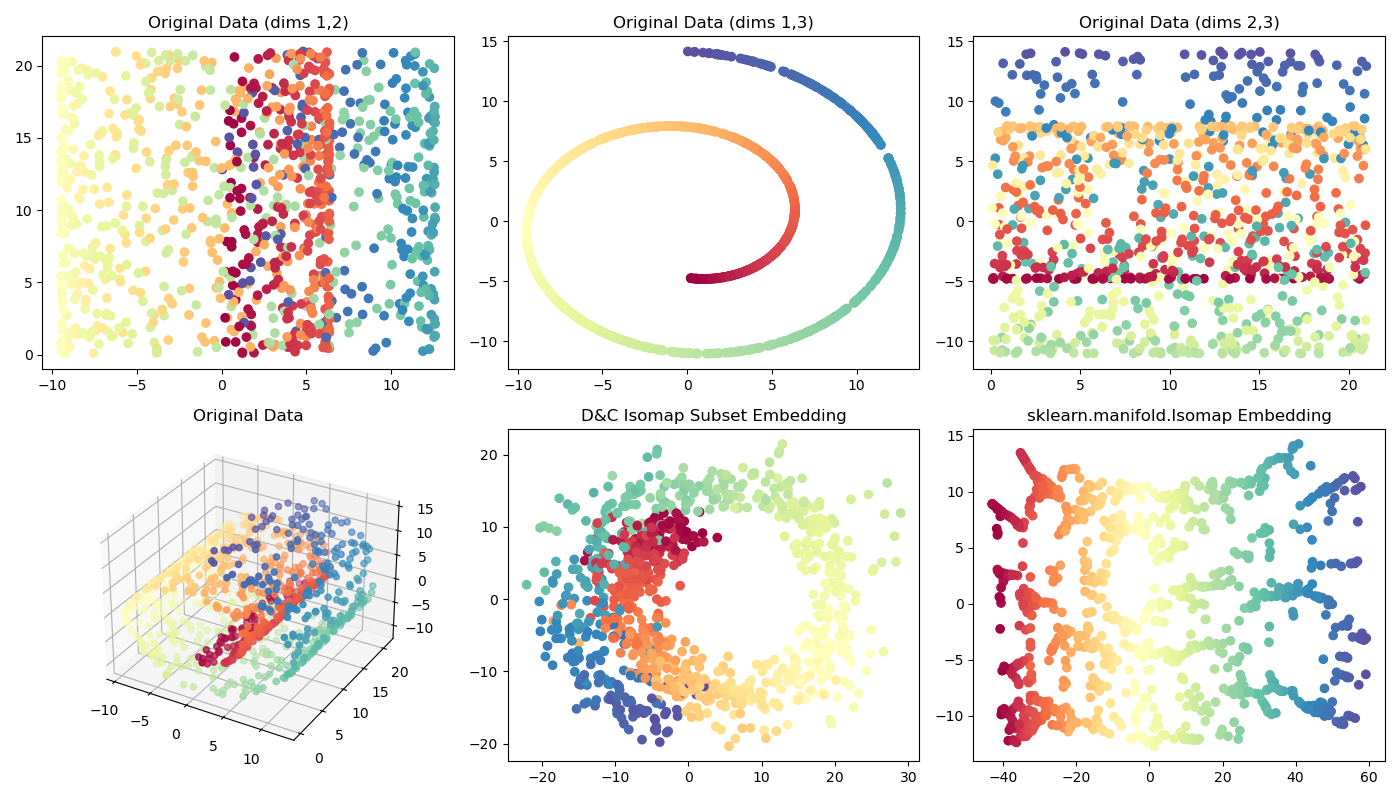 Original Data (dims 1,2)
20
15
10
5
0
−10 −5 0 5 10
Original Data (dims 1,3)
15
10
5
0
−5
−10
−10 −5 0 5 10
Original Data (dims 2,3)
15
10
5
0
−5
−10
0 5 10 15 20
Original Data
15
10
5
0
−5
−10
−10 −5 0 5 10
0 5 10 15 20
D&C Isomap Subset Embedding
20
10
0
−10
−20
−20 −10 0 10 20 30
sklearn.manifold.Isomap Embedding
15
10
5
0
−5
−10
−40 −20 0 20 40 60